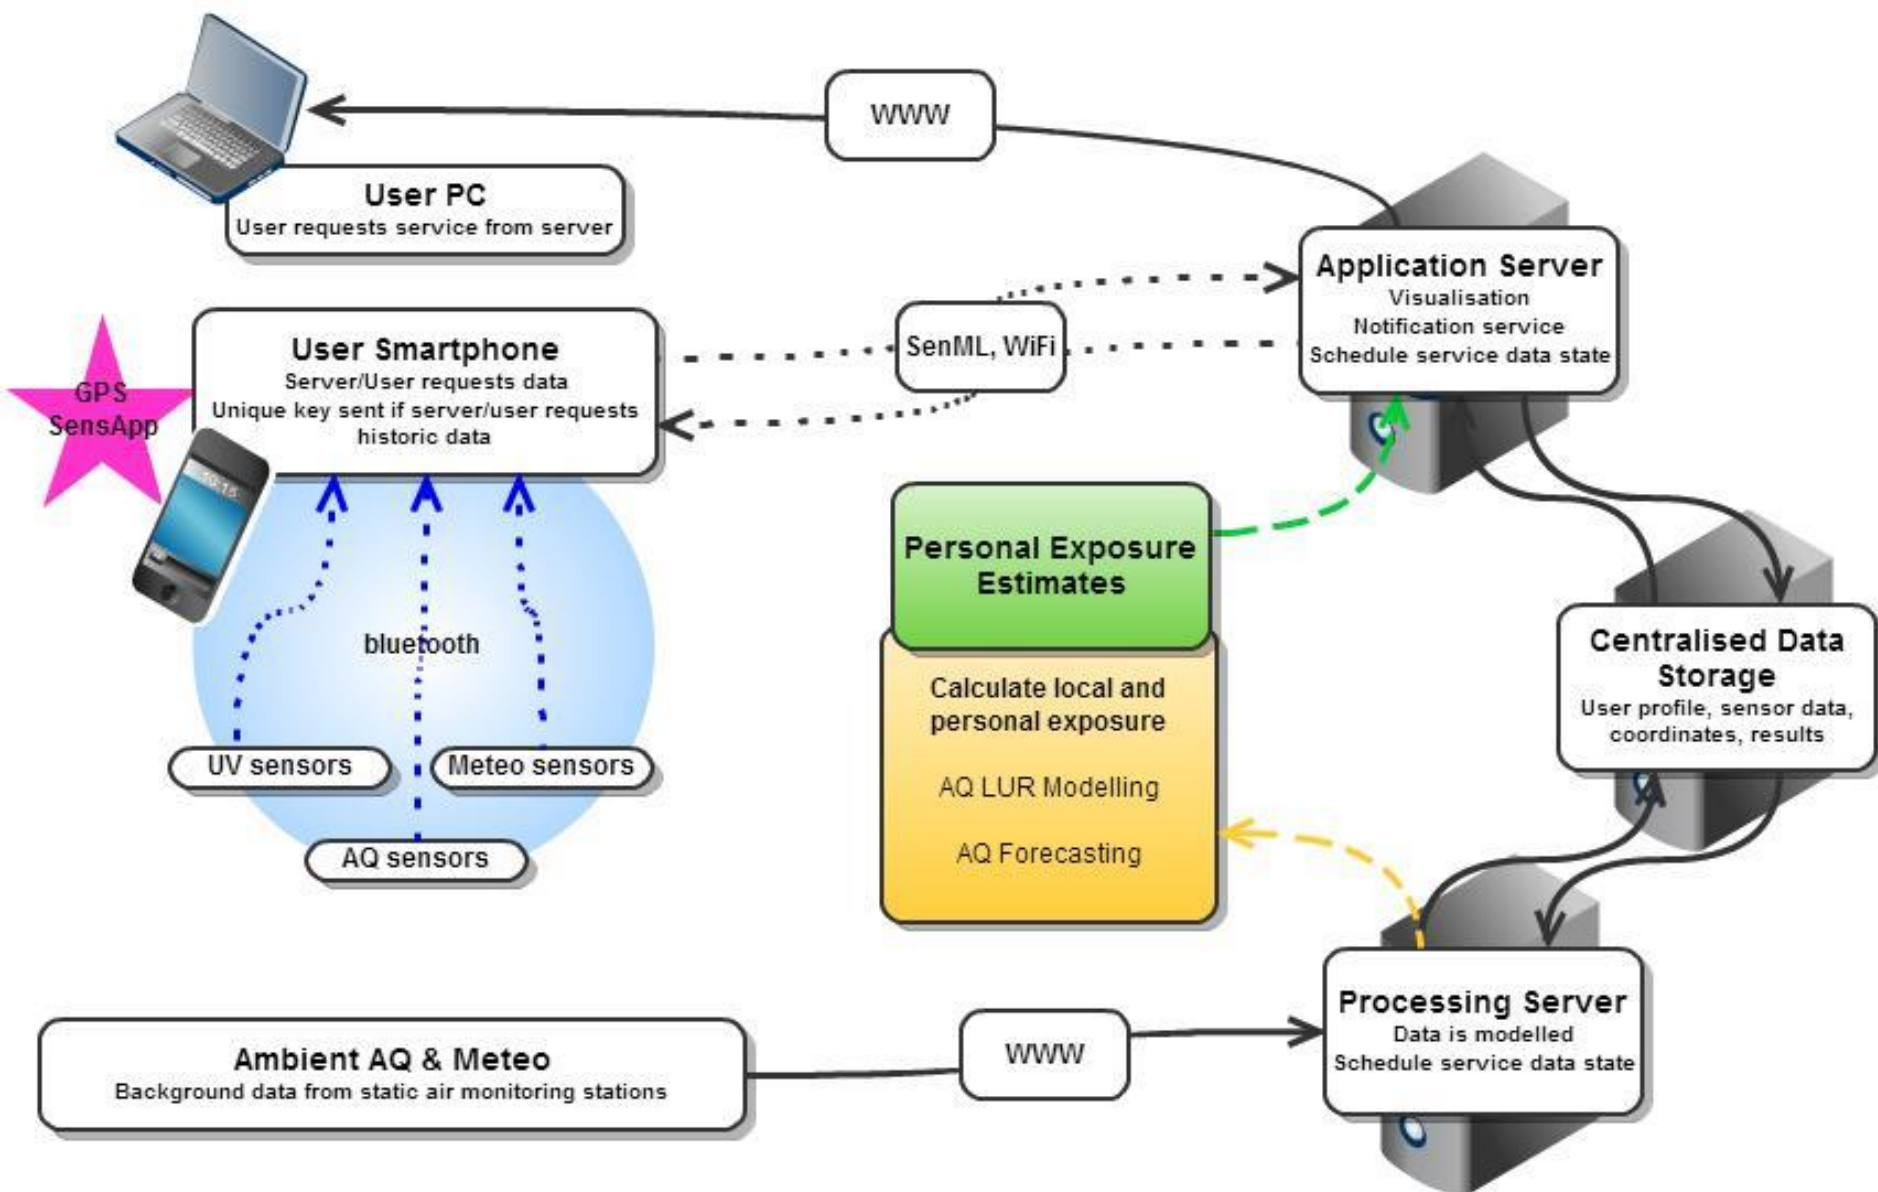 WWW
User PC
User requests service from server
Application Server
Visualisation
Notification service
Schedule service data state
User Smartphone
Server/User requests data
Unique key sent if server/user requests
historic data
SenML, WiFi
GPS
SensApp
10:15
Personal Exposure
Estimates
bluetooth
Centralised Data
Storage
User profile, sensor data,
coordinates, results
Calculate local and
personal exposure
AQ LUR Modelling
AQ Forecasting
UV sensors
Meteo sensors
AQ sensors
Processing Server
Data is modelled
Schedule service data state
WWW
Ambient AQ & Meteo
Background data from static air monitoring stations